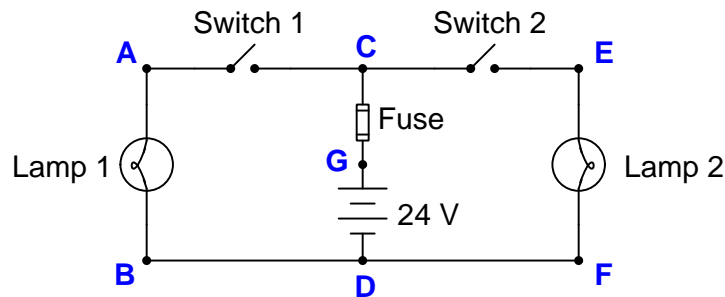 Switch 1
Switch 2
A
C
E
Fuse
G
Lamp 1
Lamp 2
24 V
B
D
F